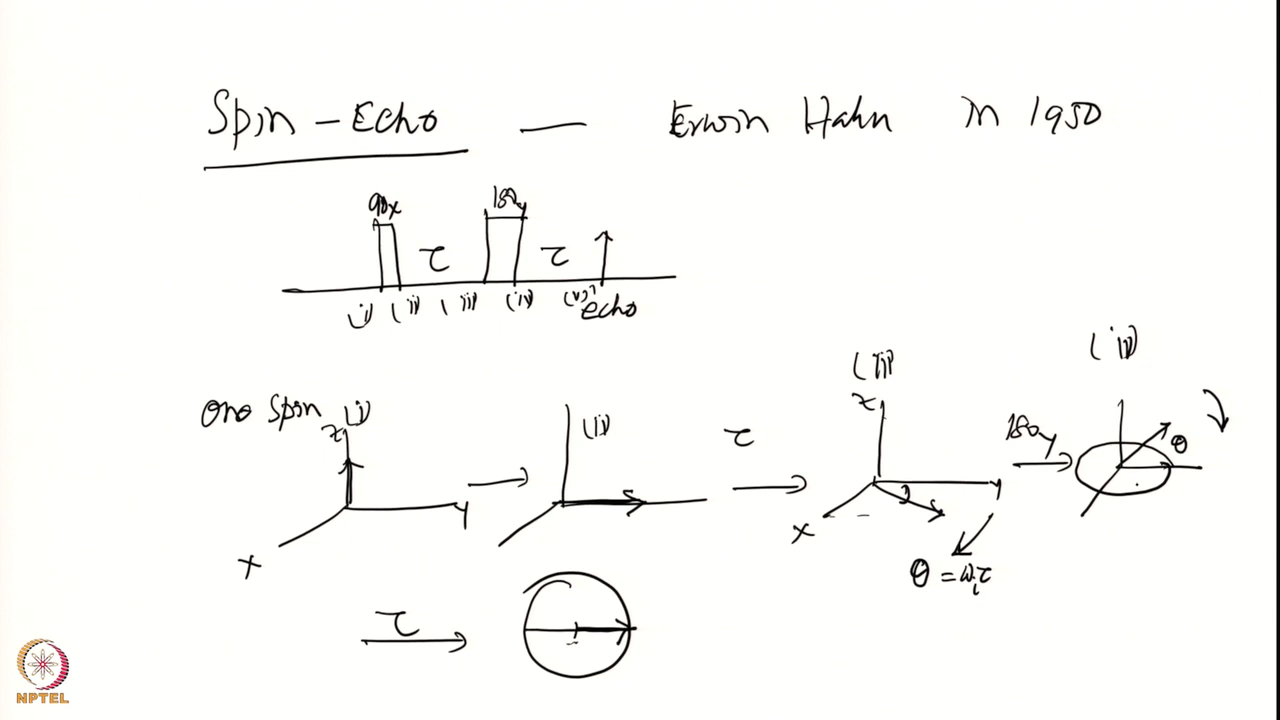 Spin - Echo — Erwin Hahn in 1950
90x 180y
τ τ
(i) (ii) (iii) (iv) (v)
echo
One Spin (i) (ii) (iii) (iv)
z z
τ 180y θ
y y
x x
θ = ωiτ
τ
NPTEL